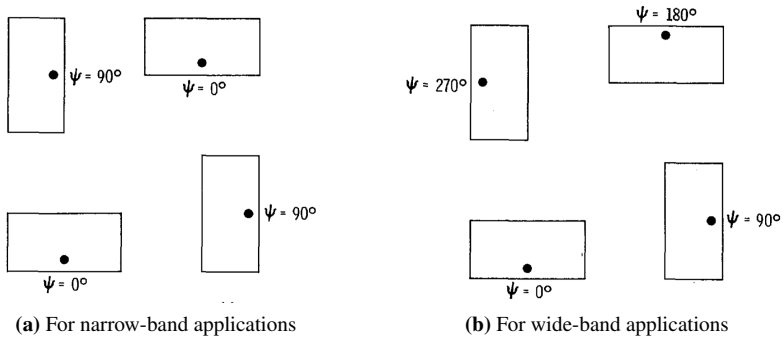 ψ = 90°
ψ = 0°
ψ = 90°
ψ = 0°
(a) For narrow-band applications
ψ = 180°
ψ = 270°
ψ = 90°
ψ = 0°
(b) For wide-band applications